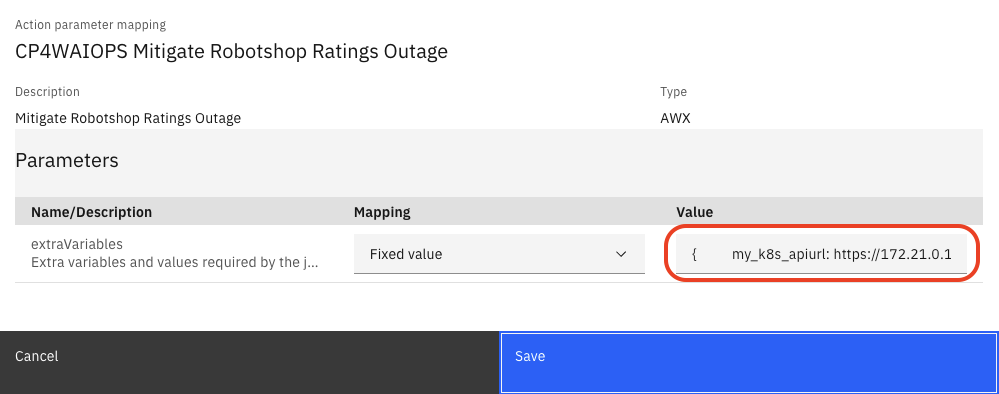 Action parameter mapping
CP4WAIOPS Mitigate Robotshop Ratings Outage
Description
Type
Mitigate Robotshop Ratings Outage
AWX
Parameters
Name/Description
Mapping
Value
extraVariables
Extra variables and values required by the j...
Fixed value
{ my_k8s_apiurl: https://172.21.0.1
Cancel
Save